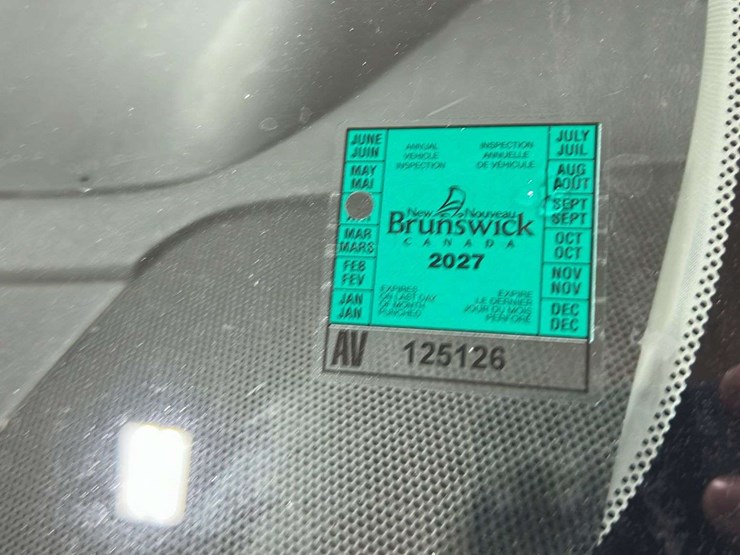 JUNE
JUIN
MAY
MAI
MAR
MARS
FEB
FEV
JAN
JAN
ANNUAL
VEHICLE
INSPECTION
INSPECTION
ANNUELLE
DE VEHICULE
New Nouveau
Brunswick
CANADA
2027
EXPIRES
ON LAST DAY
OF MONTH
PUNCHED
EXPIRE
LE DERNIER
JOUR DU MOIS
PERFORÉ
JULY
JUIL
AUG
AOÛT
SEPT
SEPT
OCT
OCT
NOV
NOV
DEC
DEC
AV 125126